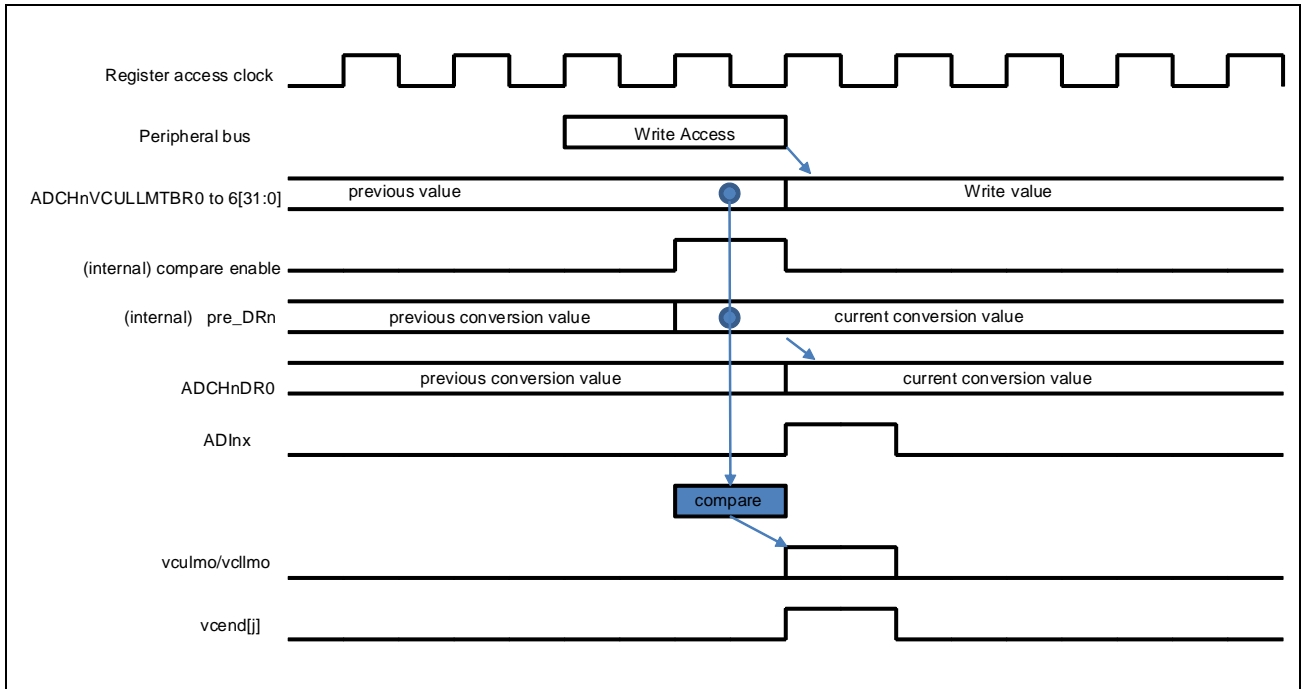 Register access clock
Peripheral bus
Write Access
ADCHnVCULLMTBR0 to 6[31:0]
previous value
Write value
(internal) compare enable
(internal) pre_DRn
previous conversion value
current conversion value
ADCHnDR0
previous conversion value
current conversion value
ADInx
compare
vculmo/vcllmo
vcend[j]